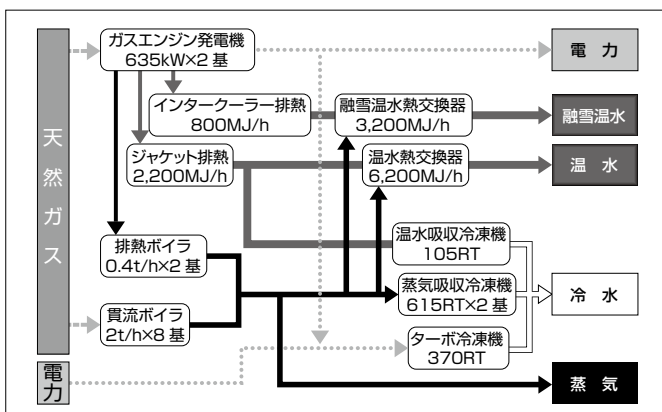 天然ガス
ガスエンジン発電機
635kW×2 基
電 力
インタークーラー排熱
800MJ/h
融雪温水熱交換器
3,200MJ/h
融雪温水
ジャケット排熱
2,200MJ/h
温水熱交換器
6,200MJ/h
温 水
排熱ボイラ
0.4t/h×2 基
温水吸収冷凍機
105RT
蒸気吸収冷凍機
615RT×2 基
冷 水
貫流ボイラ
2t/h×8 基
ターボ冷凍機
370RT
電力
蒸 気